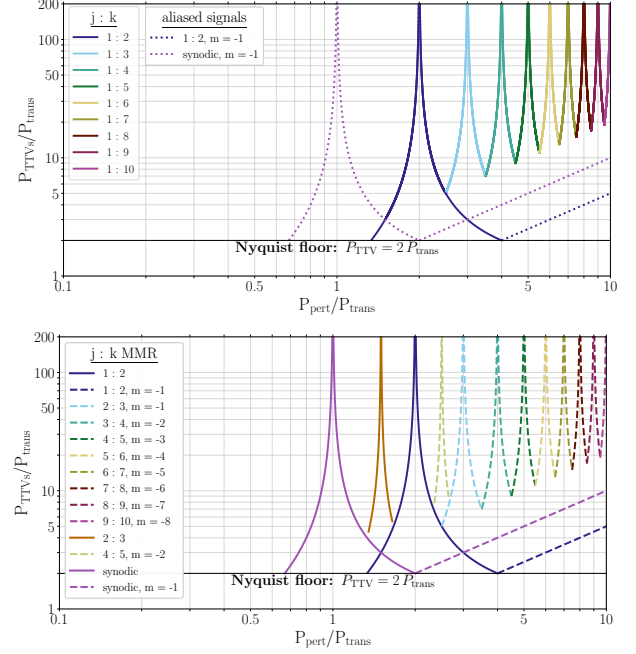 j : k
1 : 2
1 : 3
1 : 4
1 : 5
1 : 6
1 : 7
1 : 8
1 : 9
1 : 10
aliased signals
1 : 2, m = -1
synodic, m = -1
200
100
50
10
5
1
P_TTVs/P_trans
Nyquist floor: P_TTV = 2 P_trans
0.1
0.5
1
5
10
P_pert/P_trans
j : k MMR
1 : 2
1 : 2, m = -1
2 : 3, m = -1
3 : 4, m = -2
4 : 5, m = -3
5 : 6, m = -4
6 : 7, m = -5
7 : 8, m = -6
8 : 9, m = -7
9 : 10, m = -8
2 : 3
4 : 5, m = -2
synodic
synodic, m = -1
200
100
50
10
5
1
P_TTVs/P_trans
Nyquist floor: P_TTV = 2 P_trans
0.1
0.5
1
5
10
P_pert/P_trans